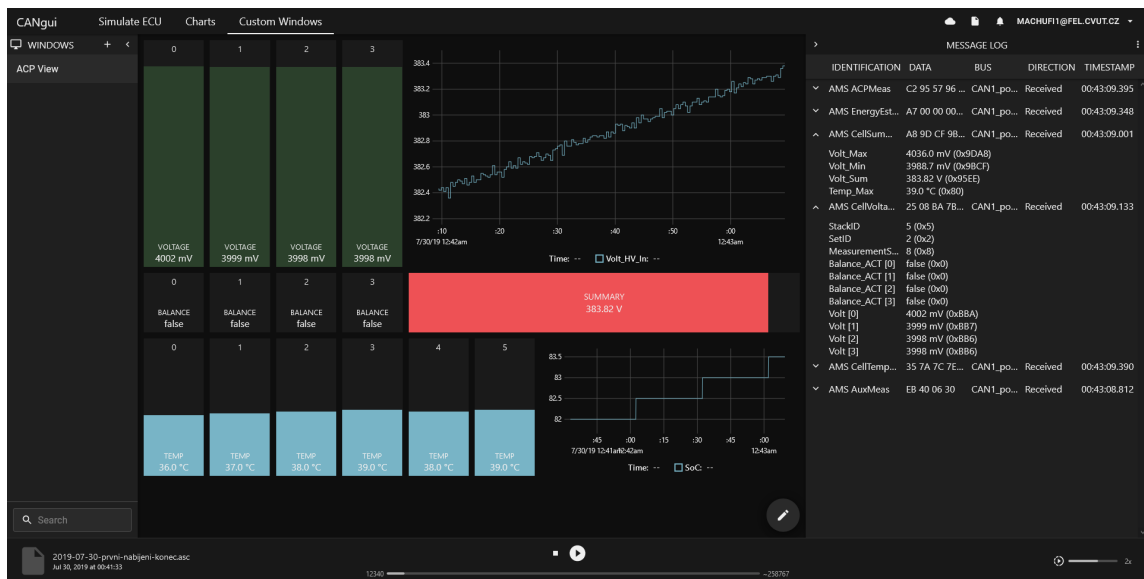 CANgui Simulate ECU Charts Custom Windows MACHUFI1@FEL.CVUT.CZ
WINDOWS + <
ACP View
0 1 2 3
VOLTAGE VOLTAGE VOLTAGE VOLTAGE
4002 mV 3999 mV 3998 mV 3998 mV
383.4
383.2
383
382.8
382.6
382.4
382.2
:10 :20 :30 :40 :50 :00
7/30/19 12:42am 12:43am
Time: -- Volt_HV_In: --
0 1 2 3
BALANCE BALANCE BALANCE BALANCE
false false false false
SUMMARY
383.82 V
0 1 2 3 4 5
TEMP TEMP TEMP TEMP TEMP TEMP
36.0 °C 37.0 °C 38.0 °C 39.0 °C 38.0 °C 39.0 °C
83.5
83
82.5
82
:45 :00 :15 :30 :45 :00
7/30/19 12:41am 12:42am 12:43am
Time: -- SoC: --
> MESSAGE LOG
IDENTIFICATION DATA BUS DIRECTION TIMESTAMP
AMS ACPMeas C2 95 57 96 ... CAN1_po... Received 00:43:09.395
AMS EnergyEst... A7 00 00 00... CAN1_po... Received 00:43:09.348
AMS CellSum... A8 9D CF 9B... CAN1_po... Received 00:43:09.001
Volt_Max 4036.0 mV (0x9DA8)
Volt_Min 3988.7 mV (0x9BCF)
Volt_Sum 383.82 V (0x95EE)
Temp_Max 39.0 °C (0x80)
AMS CellVolta... 25 08 BA 7B... CAN1_po... Received 00:43:09.133
StackID 5 (0x5)
SetID 2 (0x2)
MeasurementS... 8 (0x8)
Balance_ACT [0] false (0x0)
Balance_ACT [1] false (0x0)
Balance_ACT [2] false (0x0)
Balance_ACT [3] false (0x0)
Volt [0] 4002 mV (0xBBA)
Volt [1] 3999 mV (0xBB7)
Volt [2] 3998 mV (0xBB6)
Volt [3] 3998 mV (0xBB6)
AMS CellTemp... 35 7A 7C 7E... CAN1_po... Received 00:43:09.390
AMS AuxMeas EB 40 06 30 CAN1_po... Received 00:43:08.812
Search
2019-07-30-prvni-nabijeni-konec.asc
Jul 30, 2019 at 00:41:33
12340 -258767
2x